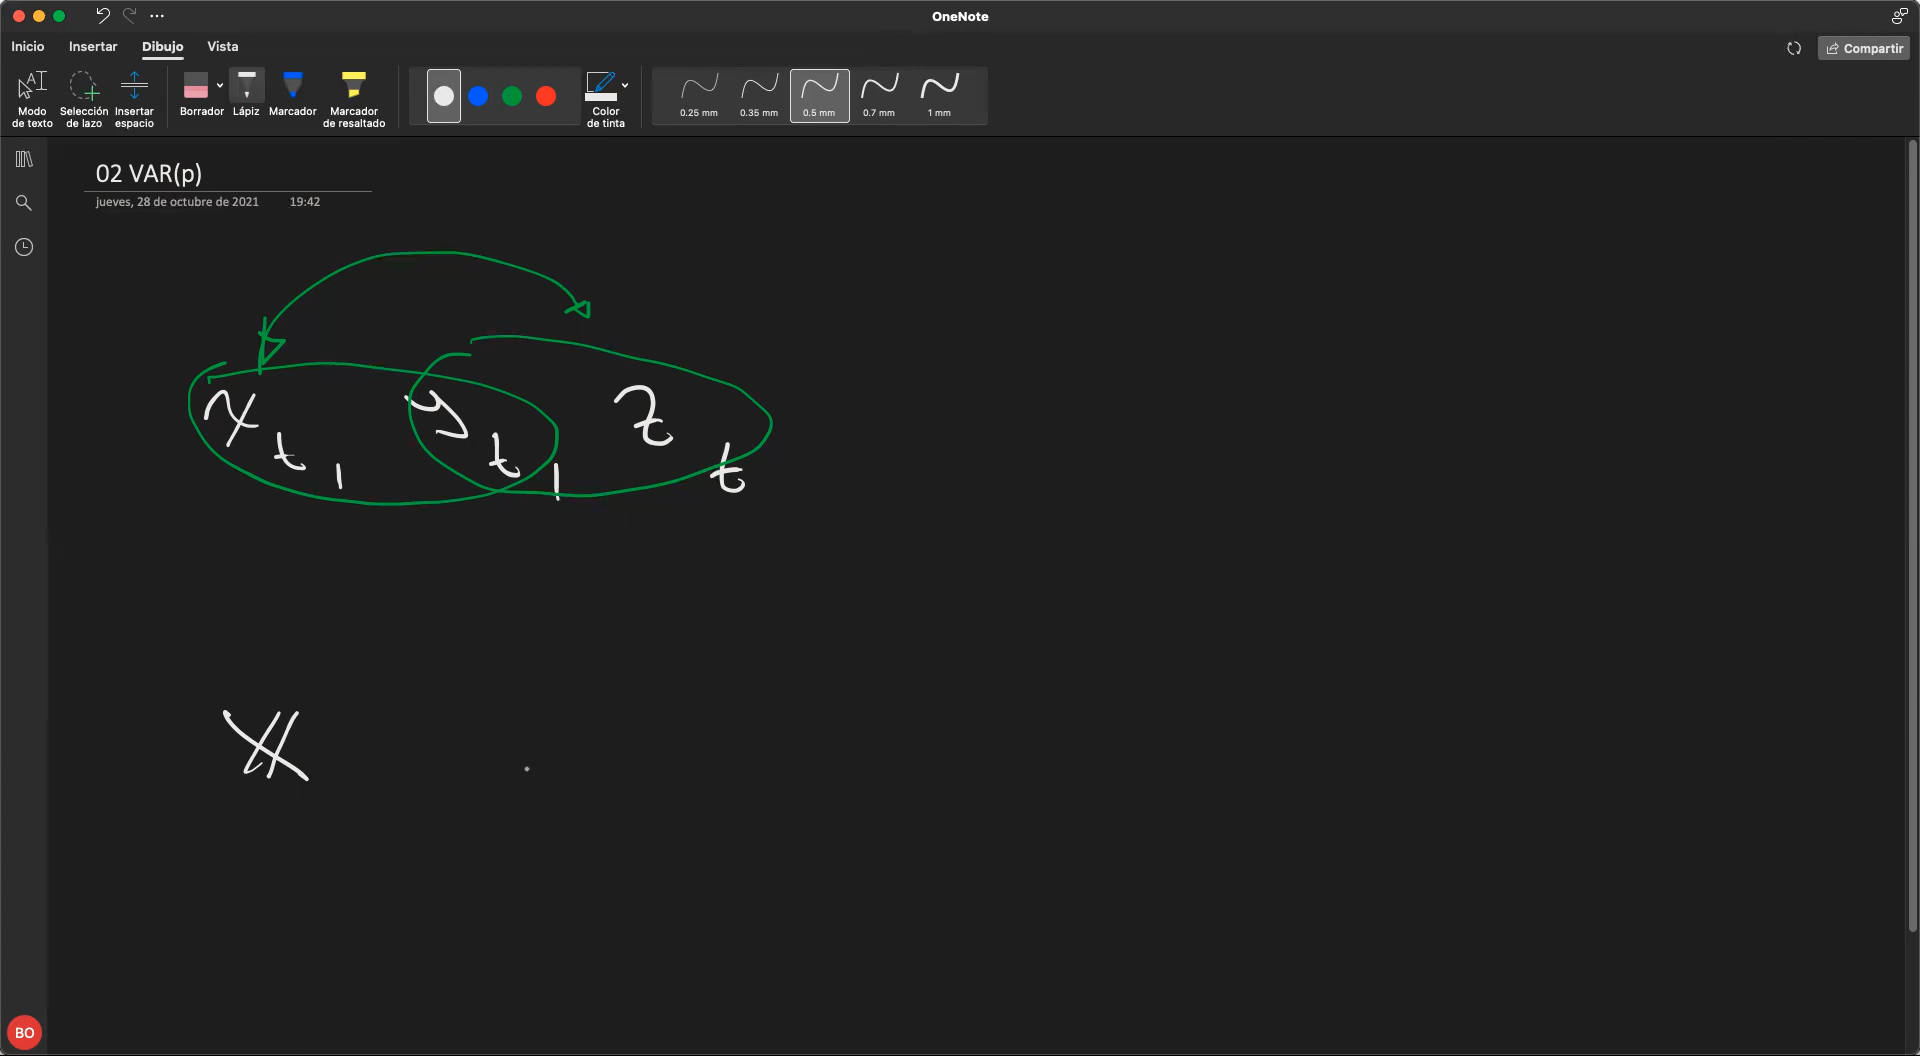 OneNote
Inicio Insertar Dibujo Vista
Compartir
Modo de texto
Selección de lazo
Insertar espacio
Borrador
Lápiz
Marcador
Marcador de resaltado
Color de tinta
0.25 mm
0.35 mm
0.5 mm
0.7 mm
1 mm
02 VAR(p)
jueves, 28 de octubre de 2021 19:42
x t , y t , z t
BO